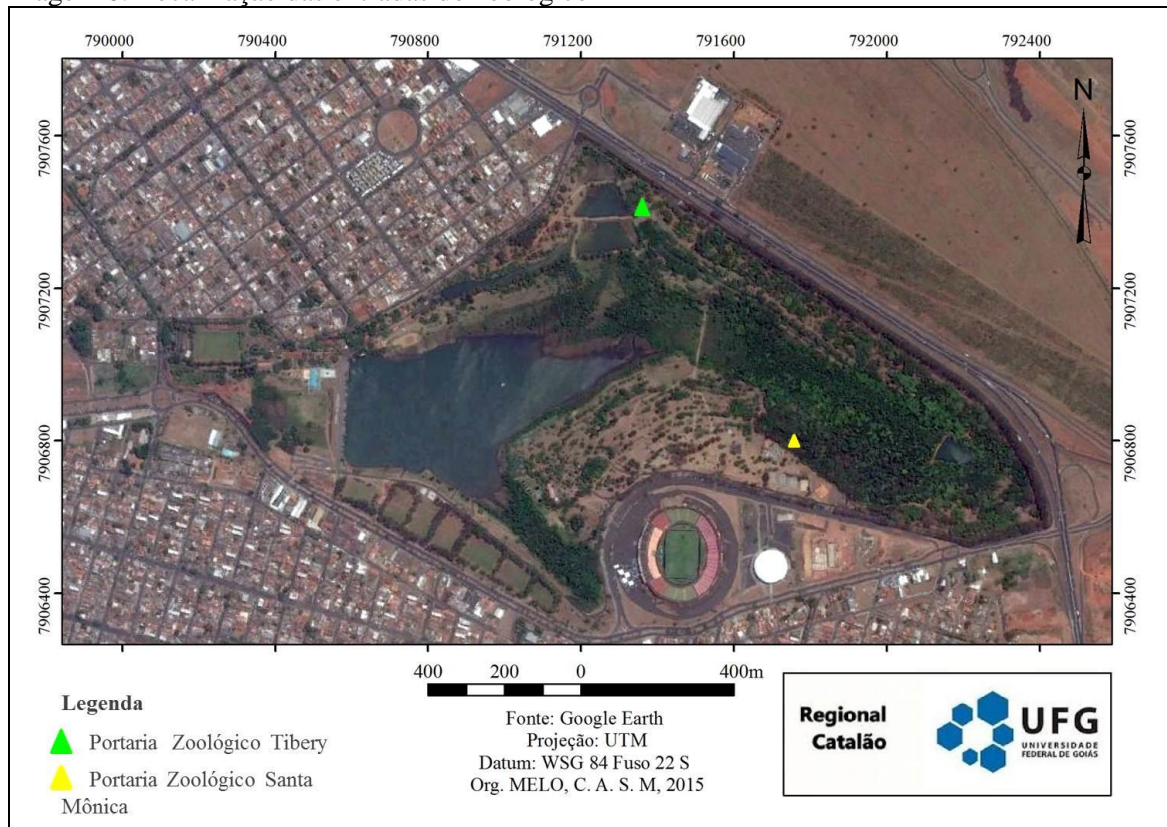 790000 790400 790800 791200 791600 792000 792400
N
7907600 7907600
7907200 7907200
7906800 7906800
7906400 7906400
400 200 0 400m
Legenda
Portaria Zoológico Tibery
Portaria Zoológico Santa
Mônica
Fonte: Google Earth
Projeção: UTM
Datum: WSG 84 Fuso 22 S
Org. MELO, C. A. S. M, 2015
Regional
Catalão
UFG
UNIVERSIDADE
FEDERAL DE GOIÁS